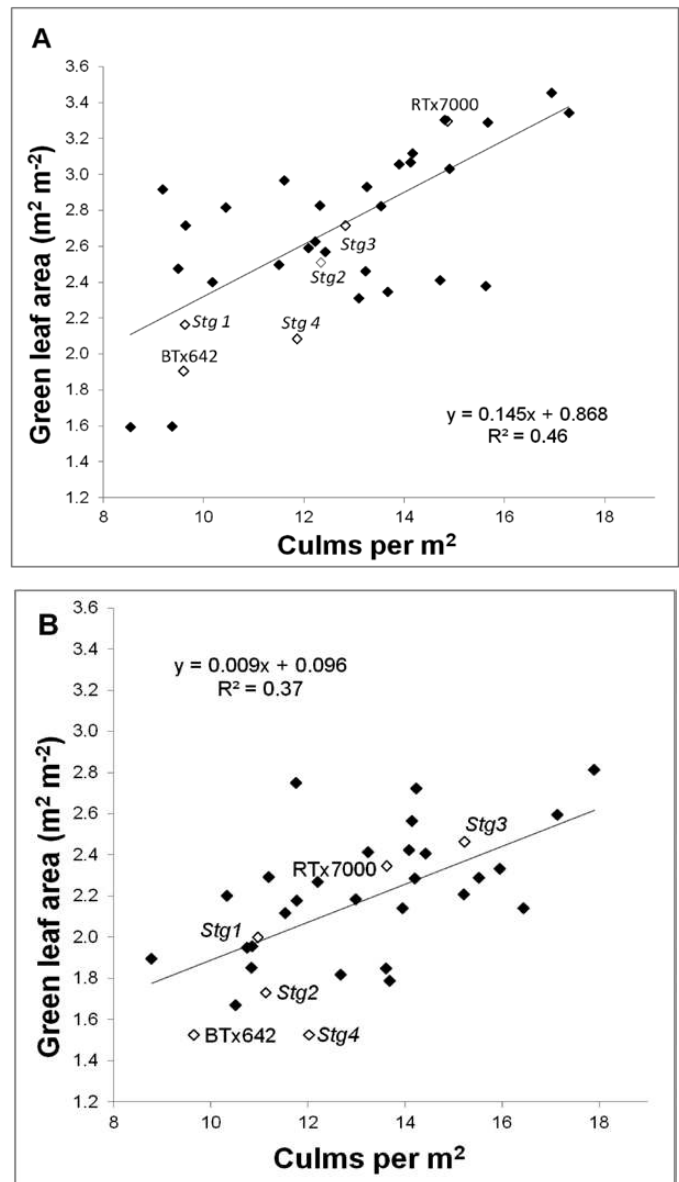 A
3.6
3.4
RTx7000
3.2
3.0
2.8
2.6
Stg3
Stg2
2.4
2.2
Stg 1
Stg 4
2.0
BTx642
1.8
1.6
y = 0.145x + 0.868
R² = 0.46
1.4
1.2
8 10 12 14 16 18
Green leaf area (m² m⁻²)
Culms per m²
B
3.6
3.4
y = 0.009x + 0.096
R² = 0.37
3.2
3.0
2.8
2.6
Stg3
2.4
RTx7000
2.2
2.0
Stg1
1.8
Stg2
1.6
BTx642 Stg4
1.4
1.2
8 10 12 14 16 18
Green leaf area (m² m⁻²)
Culms per m²